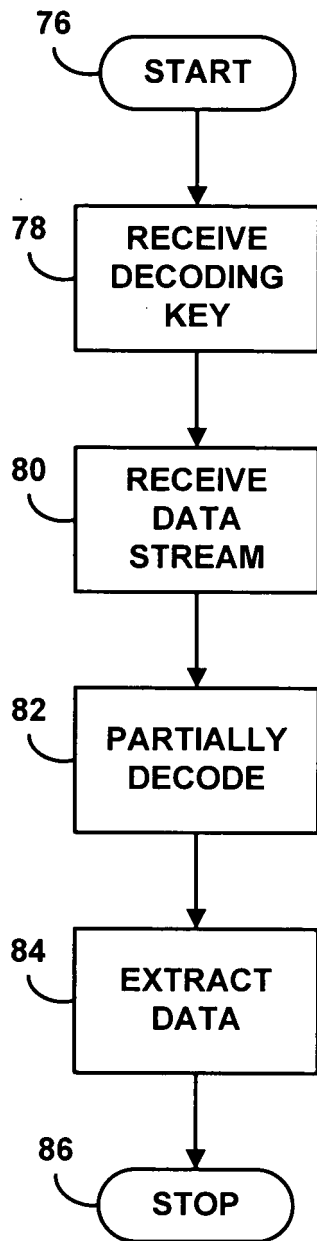 76
START
78
RECEIVE
DECODING
KEY
80
RECEIVE
DATA
STREAM
82
PARTIALLY
DECODE
84
EXTRACT
DATA
86
STOP